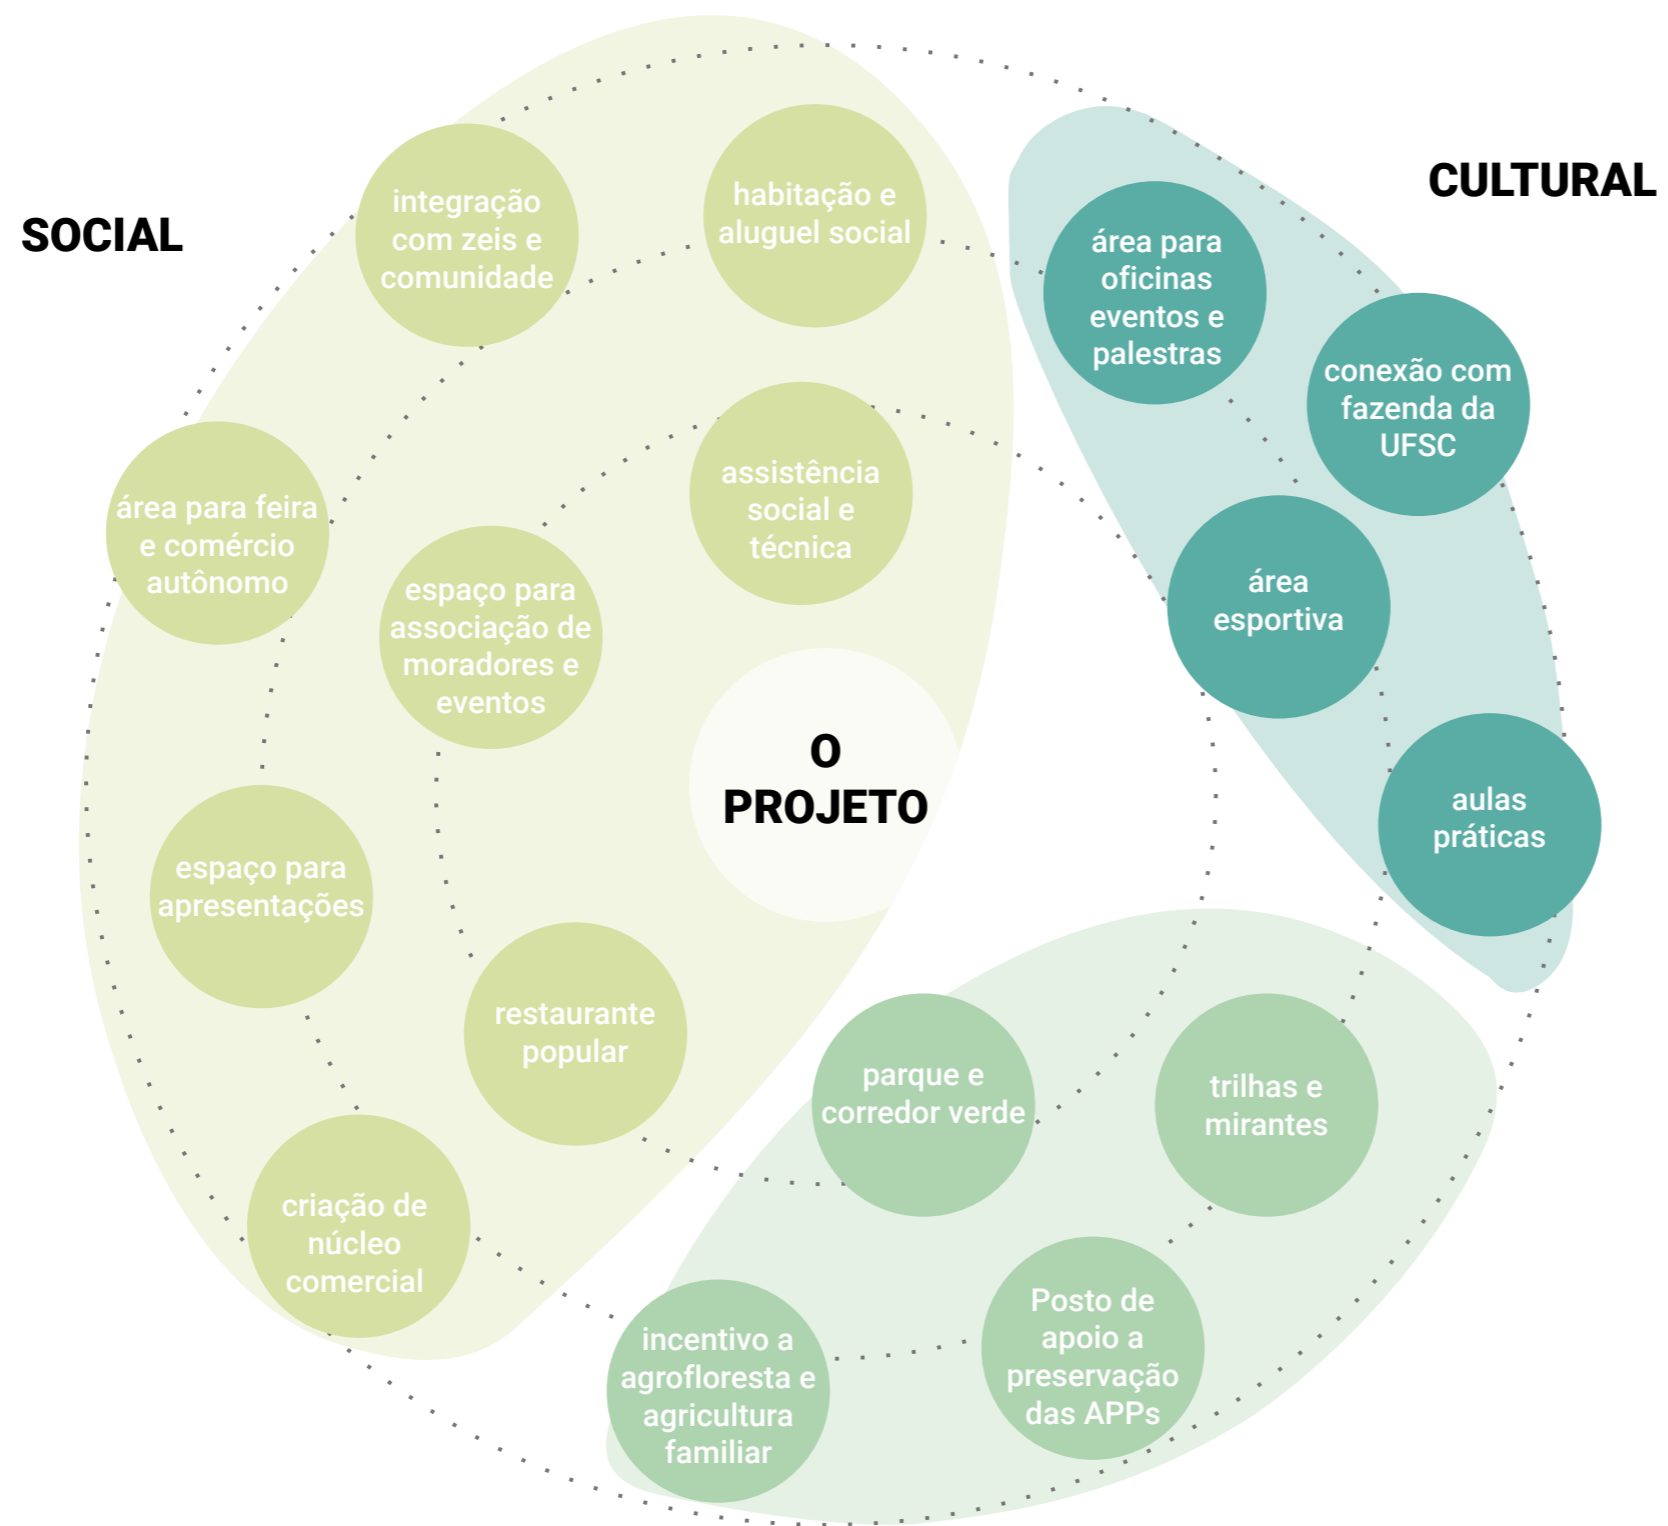 SOCIAL
integração
com zeis e
comunidade
habitação e
aluguel social
área para feira
e comércio
autônomo
espaço para
associação de
moradores e
eventos
assistência
social e
técnica
espaço para
apresentações
restaurante
popular
criação de
núcleo
comercial
O
PROJETO
CULTURAL
área para
oficinas
eventos e
palestras
conexão com
fazenda da
UFSC
área
esportiva
aulas
práticas
parque e
corredor verde
trilhas e
mirantes
incentivo a
agrofloresta e
agricultura
familiar
Posto de
apoio a
preservação
das APPs